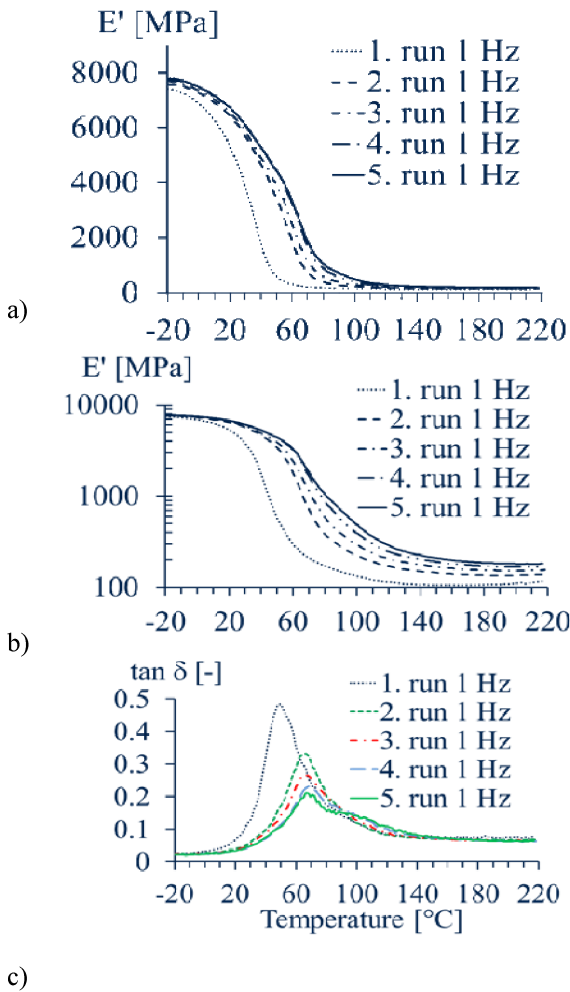 E' [MPa]
8000
6000
4000
2000
0
1. run 1 Hz
2. run 1 Hz
3. run 1 Hz
4. run 1 Hz
5. run 1 Hz
-20 20 60 100 140 180 220
a)
E' [MPa]
10000
1000
100
1. run 1 Hz
2. run 1 Hz
3. run 1 Hz
4. run 1 Hz
5. run 1 Hz
-20 20 60 100 140 180 220
b)
tan δ [-]
0.5
0.4
0.3
0.2
0.1
0
1. run 1 Hz
2. run 1 Hz
3. run 1 Hz
4. run 1 Hz
5. run 1 Hz
-20 20 60 100 140 180 220
Temperature [°C]
c)